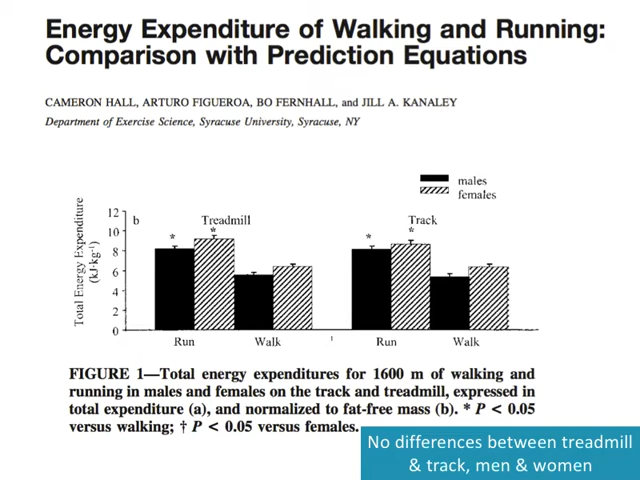 Energy Expenditure of Walking and Running:
Comparison with Prediction Equations
CAMERON HALL, ARTURO FIGUEROA, BO FERNHALL, and JILL A. KANALEY
Department of Exercise Science, Syracuse University, Syracuse, NY
males
females
Total Energy Expenditure
(kJ·kg⁻¹)
12
10
8
6
4
2
0
b
Treadmill
Track
*
*
*
*
Run
Walk
Run
Walk
FIGURE 1—Total energy expenditures for 1600 m of walking and
running in males and females on the track and treadmill, expressed in
total expenditure (a), and normalized to fat-free mass (b). * P < 0.05
versus walking; † P < 0.05 versus females.
No differences between treadmill
& track, men & women